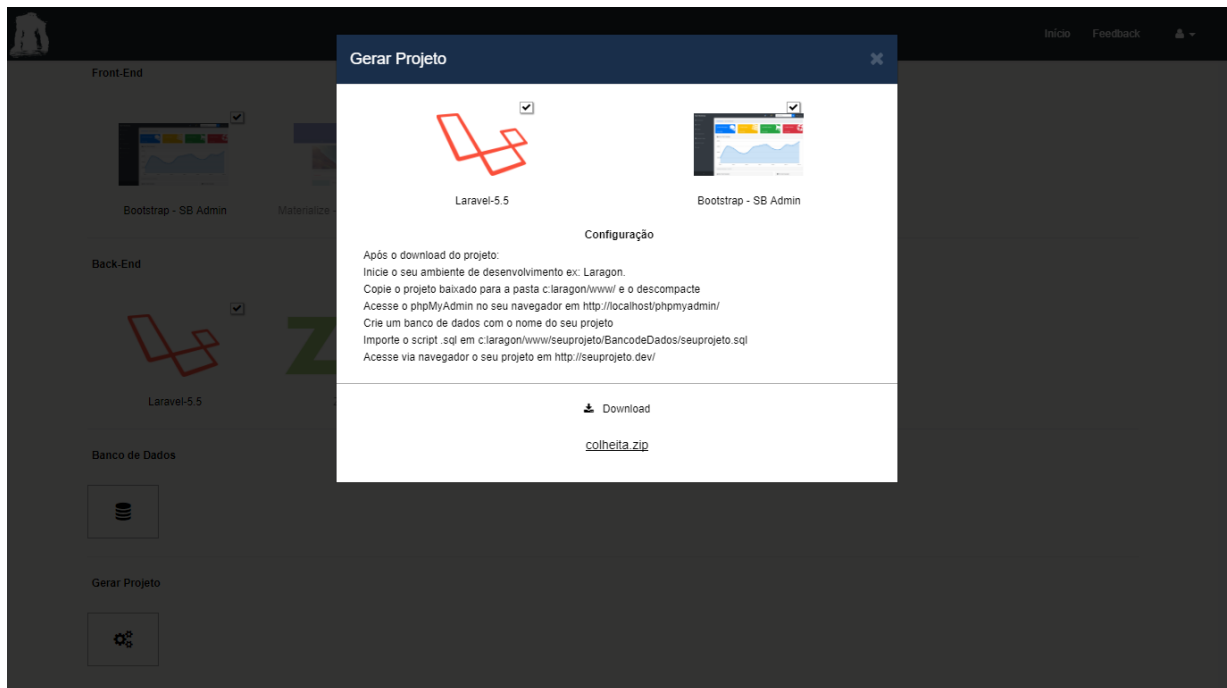 Início Feedback
Gerar Projeto
Front-End
Bootstrap - SB Admin
Materialize -
Back-End
Laravel-5.5
Banco de Dados
Gerar Projeto
Laravel-5.5
Bootstrap - SB Admin
Configuração
Após o download do projeto:
Inicie o seu ambiente de desenvolvimento ex: Laragon.
Copie o projeto baixado para a pasta c:laragon/www/ e o descompacte
Acesse o phpMyAdmin no seu navegador em http://localhost/phpmyadmin/
Crie um banco de dados com o nome do seu projeto
Importe o script .sql em c:laragon/www/seuprojeto/BancodeDados/seuprojeto.sql
Acesse via navegador o seu projeto em http://seuprojeto.dev/
Download
colheita.zip